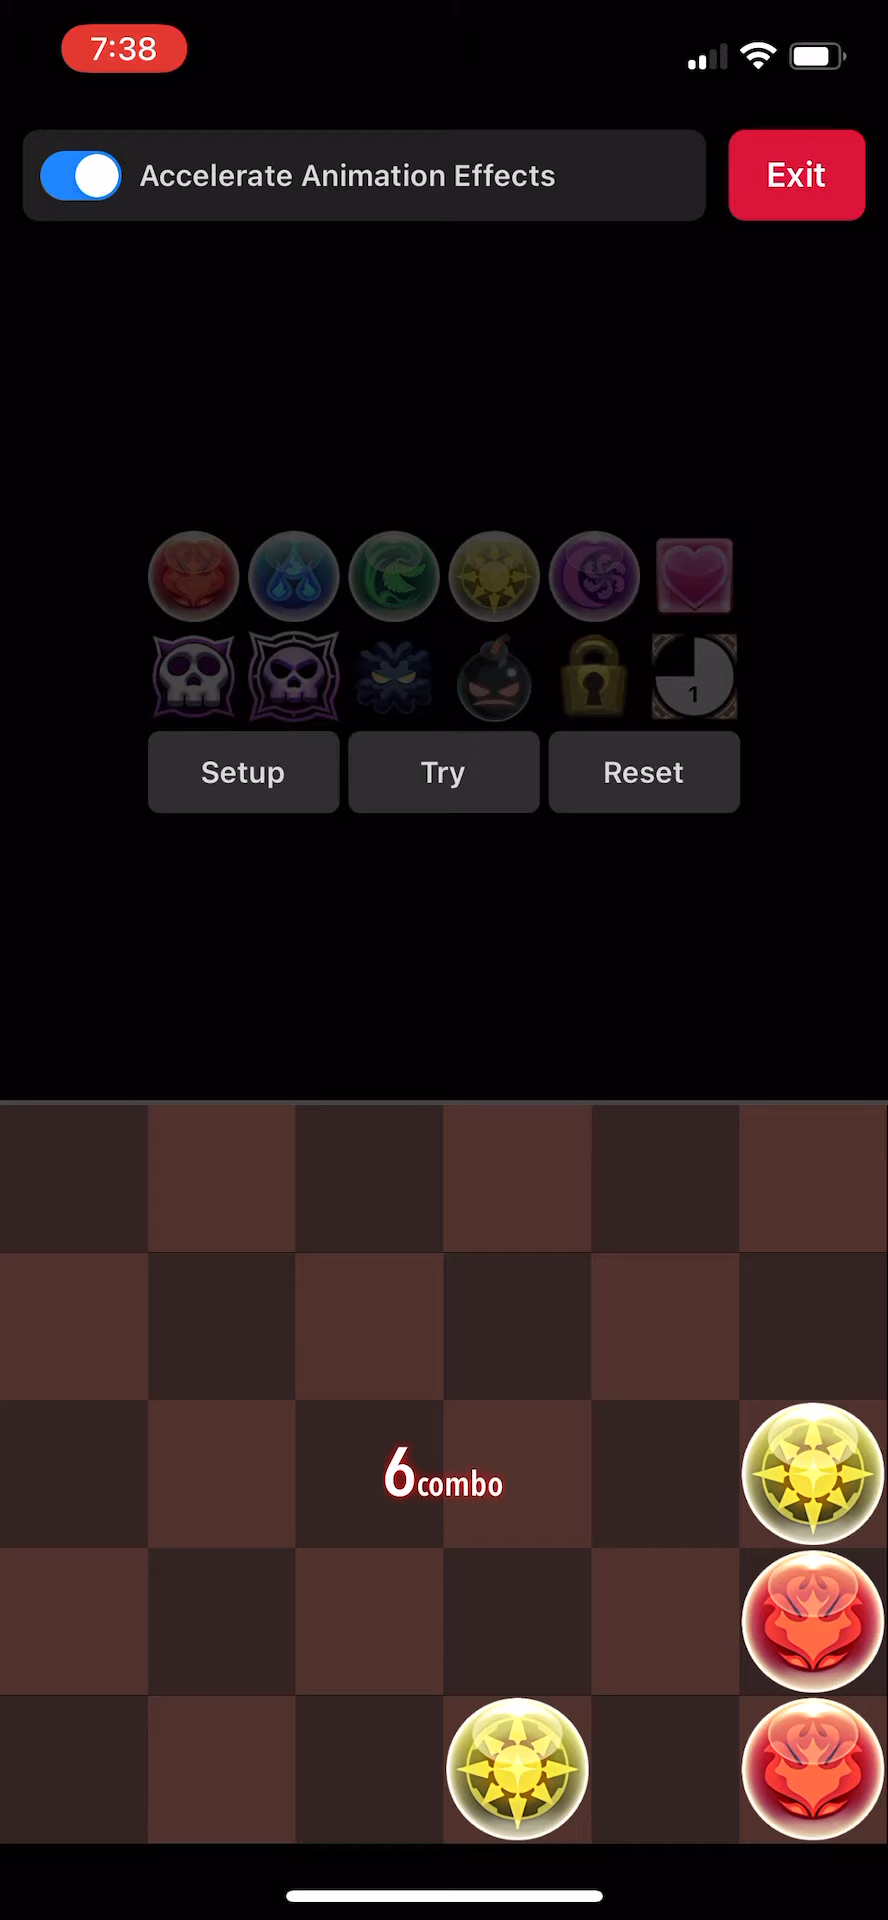 7:38
Accelerate Animation Effects
Exit
1
Setup
Try
Reset
6combo